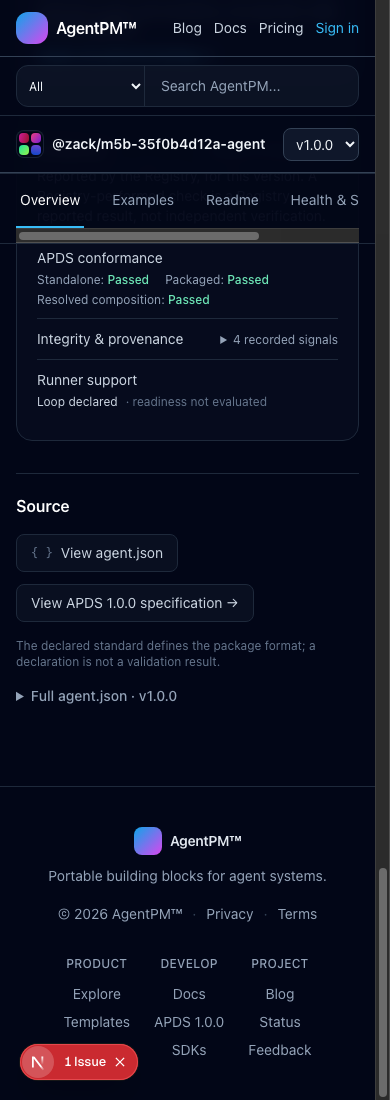 AgentPM™ Blog Docs Pricing Sign in
All Search AgentPM...
@zack/m5b-35f0b4d12a-agent v1.0.0
Overview Examples Readme Health & S
APDS conformance
Standalone: Passed Packaged: Passed
Resolved composition: Passed
Integrity & provenance ▶ 4 recorded signals
Runner support
Loop declared · readiness not evaluated
Source
{ } View agent.json
View APDS 1.0.0 specification →
The declared standard defines the package format; a
declaration is not a validation result.
▶ Full agent.json · v1.0.0
AgentPM™
Portable building blocks for agent systems.
© 2026 AgentPM™ · Privacy · Terms
PRODUCT DEVELOP PROJECT
Explore Docs Blog
Templates APDS 1.0.0 Status
SDKs Feedback
N 1 Issue ✕